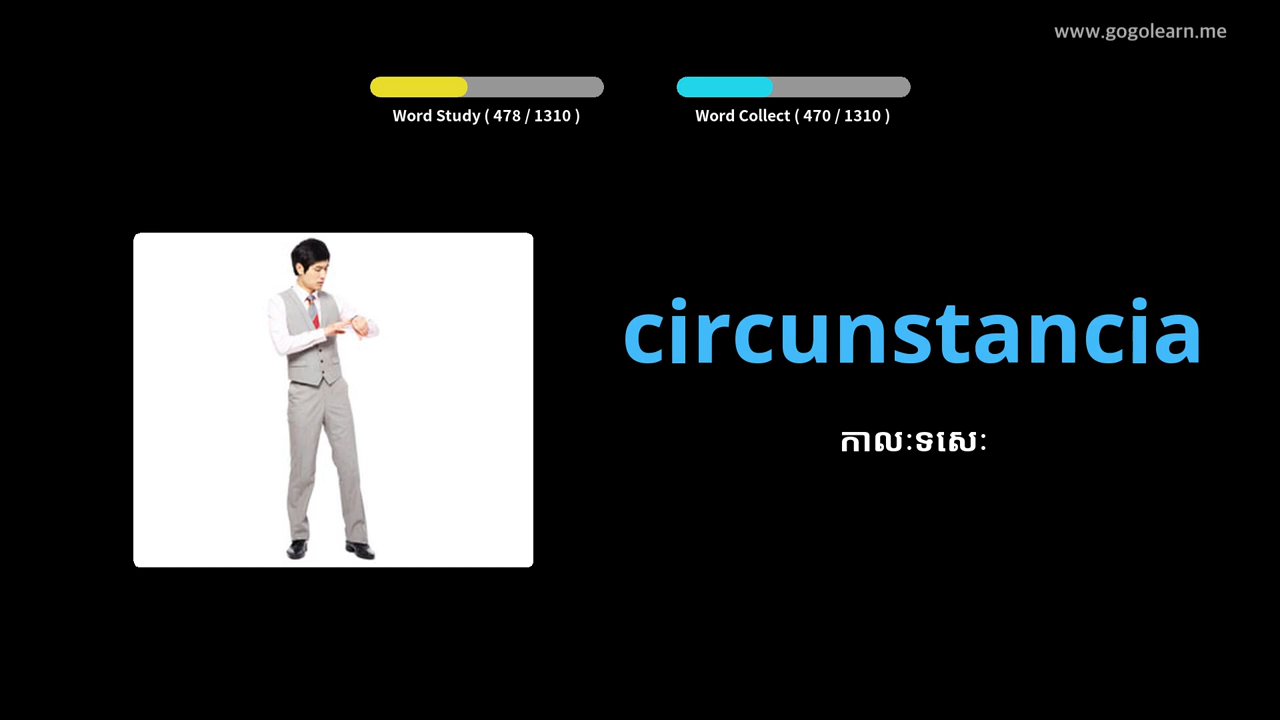 www.gogolearn.me
Word Study ( 478 / 1310 )
Word Collect ( 470 / 1310 )
circunstancia
កាលៈទសេៈ